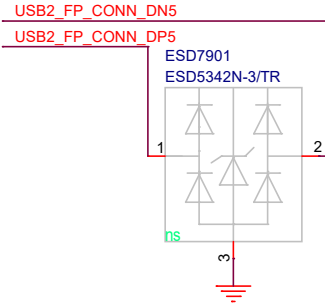 USB2_FP_CONN_DN5
USB2_FP_CONN_DP5
ESD7901
ESD5342N-3/TR
1
2
ns
3